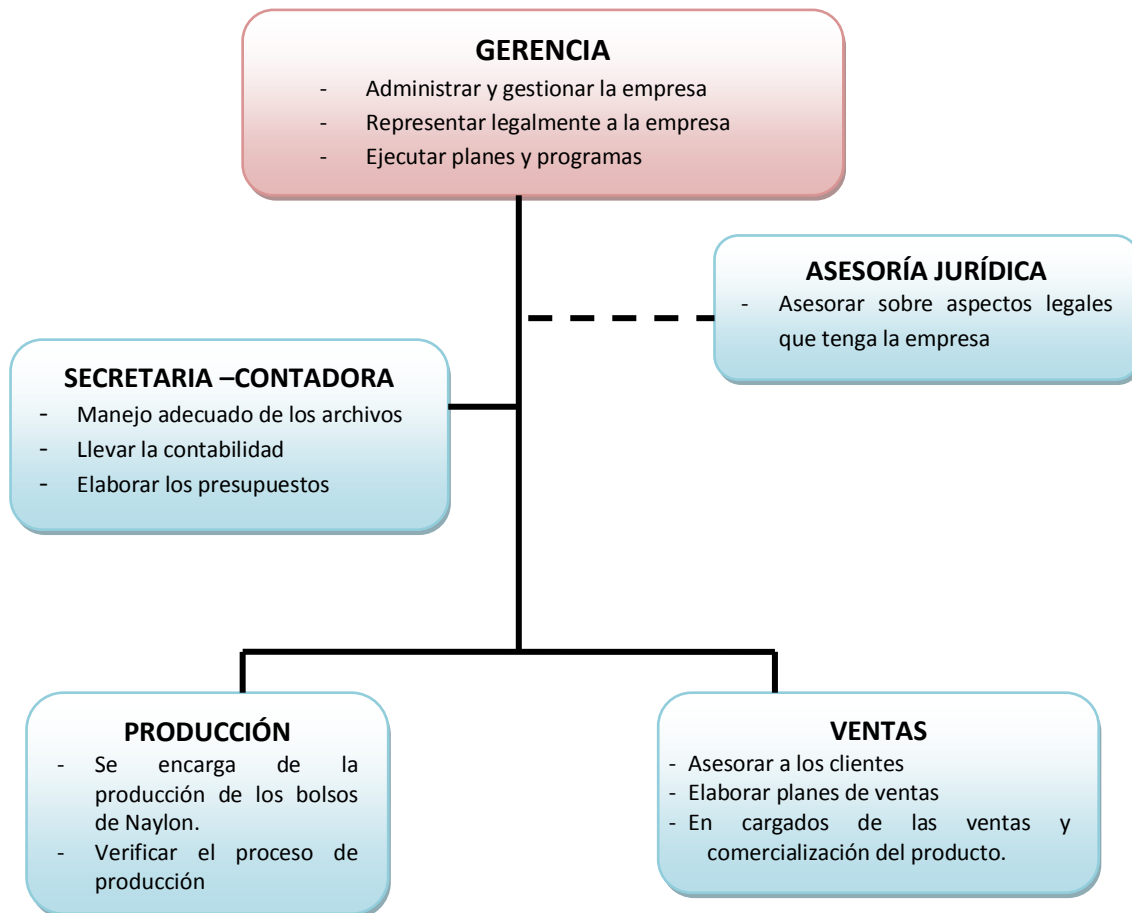 GERENCIA
- Administrar y gestionar la empresa
- Representar legalmente a la empresa
- Ejecutar planes y programas
ASESORÍA JURÍDICA
- Asesorar sobre aspectos legales
que tenga la empresa
SECRETARIA –CONTADORA
- Manejo adecuado de los archivos
- Llevar la contabilidad
- Elaborar los presupuestos
PRODUCCIÓN
- Se encarga de la
producción de los bolsos
de Naylon.
- Verificar el proceso de
producción
VENTAS
- Asesorar a los clientes
- Elaborar planes de ventas
- En cargados de las ventas y
comercialización del producto.